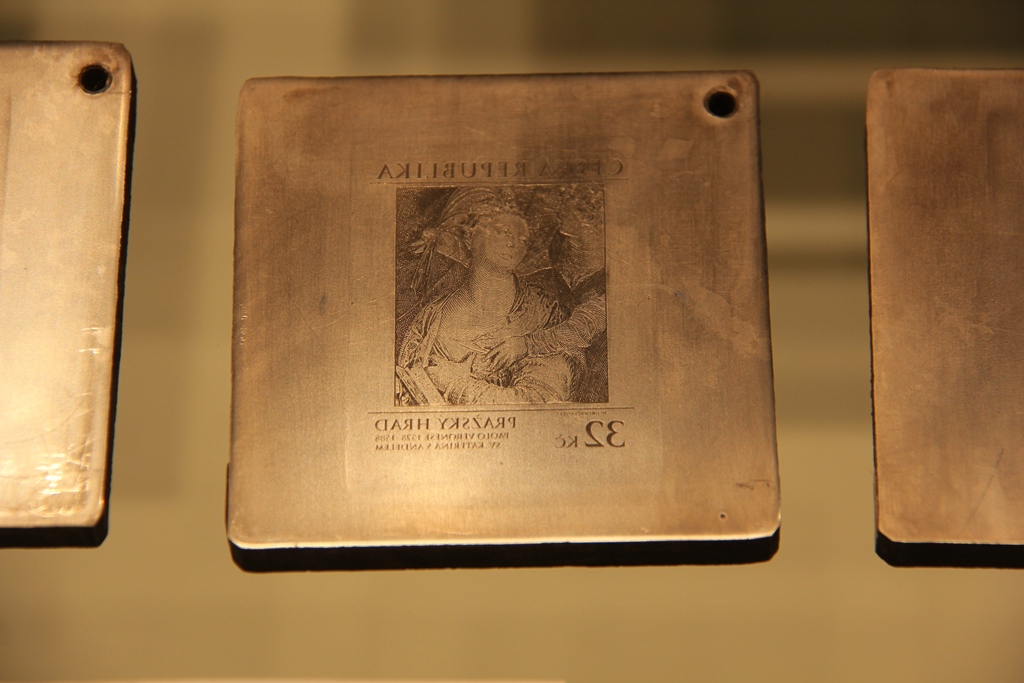 ČESKÁ REPUBLIKA
32 Kč
PRAŽSKÝ HRAD
PAOLO VERONESE 1528-1588
SV. KATEŘINA S ANDĚLEM